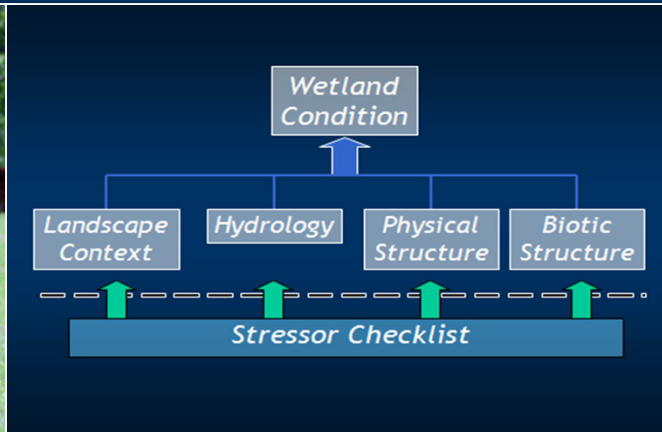 Wetland
Condition
Landscape
Context
Hydrology
Physical
Structure
Biotic
Structure
Stressor Checklist